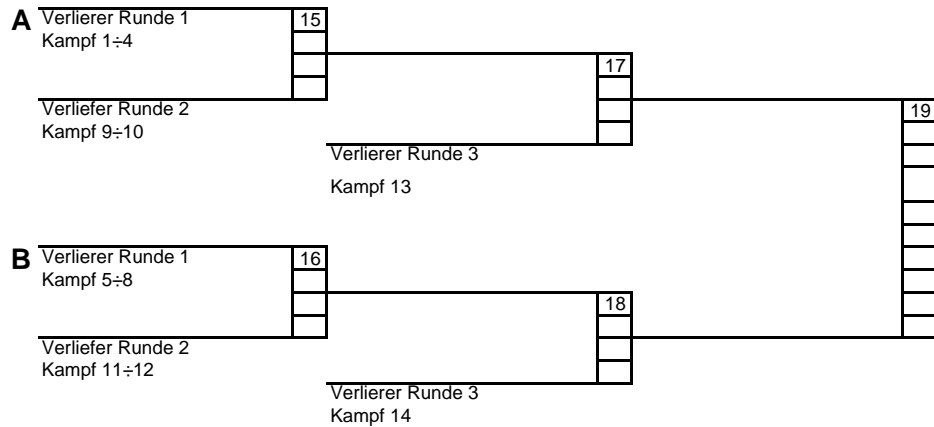 A Verlierer Runde 1 15
Kampf 1÷4
17
Verliefer Runde 2 19
Kampf 9÷10
Verlierer Runde 3
Kampf 13
B Verlierer Runde 1 16
Kampf 5÷8
18
Verliefer Runde 2
Kampf 11÷12
Verlierer Runde 3
Kampf 14